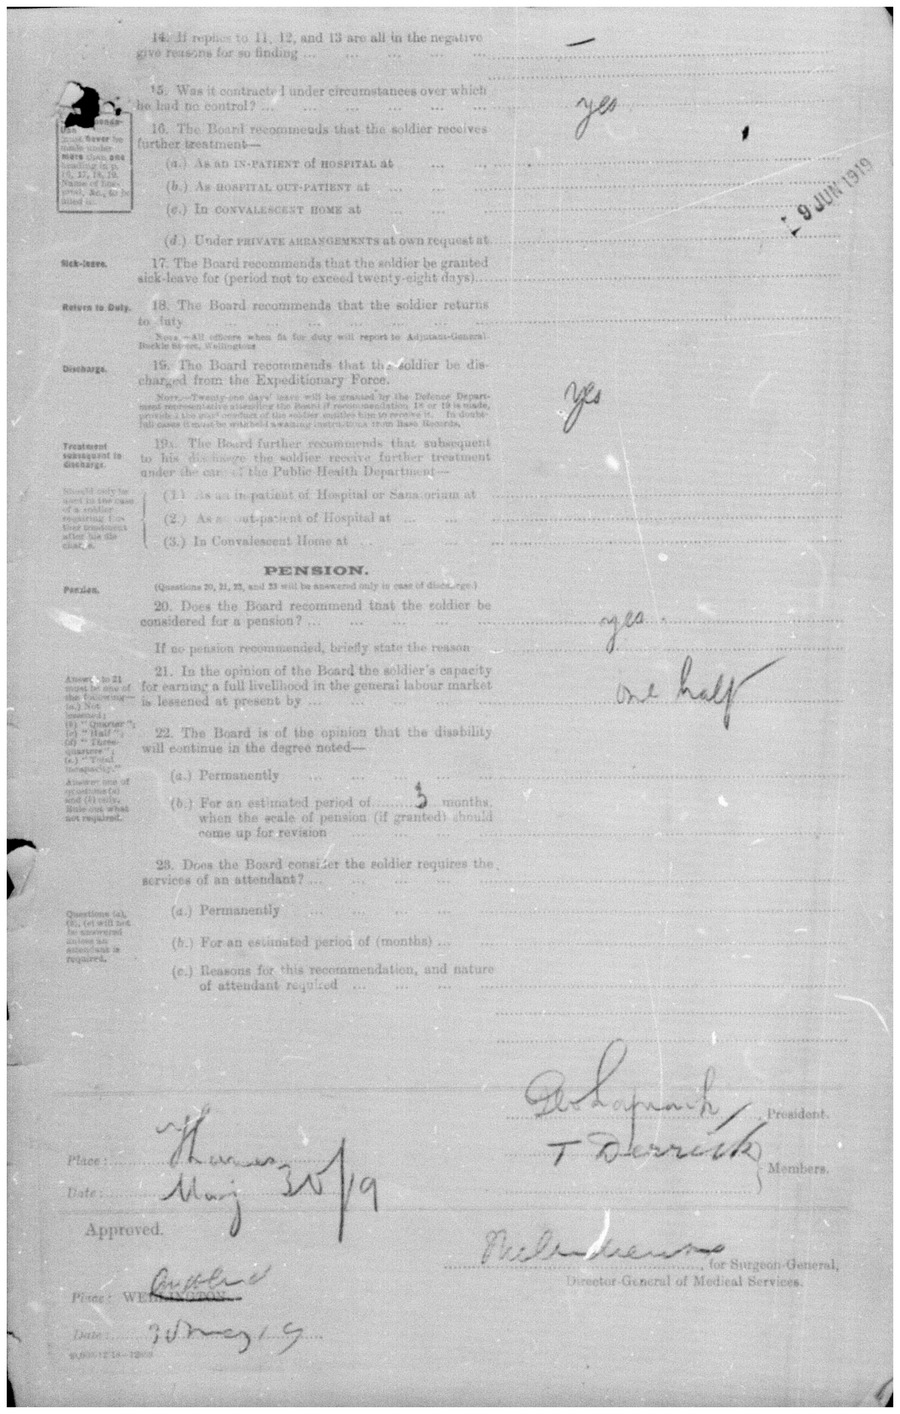 14. If replies to 11, 12, and 13 are all in the negative
give reasons for so finding ... ... ... ... ... —
15. Was it contracted under circumstances over which
he had no control? ... ... ... ... ... ... yes
must never be
made under
more than one
heading in p.
16, 17, 18, 19.
Name of hos-
pital, &c., to be
filled in.
16. The Board recommends that the soldier receives
further treatment—
(a.) As an IN-PATIENT of HOSPITAL at ... ...
(b.) As HOSPITAL OUT-PATIENT at ... ...
(c.) In CONVALESCENT HOME at ... ...
(d.) Under PRIVATE ARRANGEMENTS at own request at
9 JUN 1919
Sick-leave.
17. The Board recommends that the soldier be granted
sick-leave for (period not to exceed twenty-eight days)...
Return to Duty.
18. The Board recommends that the soldier returns
to duty ... ... ... ... ... ...
NOTE.—All officers when fit for duty will report to Adjutant-General
Buckle Street, Wellington
Discharge.
19. The Board recommends that the soldier be dis-
charged from the Expeditionary Force. yes
NOTE.—Twenty-one days' leave will be granted by the Defence Depart-
ment representative attending the Board if recommendation 18 or 19 is made,
provided the past conduct of the soldier entitles him to receive it. In doubt-
ful cases it must be withheld awaiting instructions from Base Records.
Treatment
subsequent to
discharge.
19A. The Board further recommends that subsequent
to his discharge the soldier receive further treatment
under the care of the Public Health Department—
Should only be
used in the case
of a soldier
requiring fur-
ther treatment
after his dis-
charge.
(1.) As an in-patient of Hospital or Sanatorium at
(2.) As an out-patient of Hospital at ... ...
(3.) In Convalescent Home at ... ... ...
PENSION.
(Questions 20, 21, 22, and 23 will be answered only in case of discharge.)
Pension.
20. Does the Board recommend that the soldier be
considered for a pension? ... ... ... ... ... yes
If no pension recommended, briefly state the reason
Answer to 21
must be one of
the following—
(a.) Not
lessened;
(b) "Quarter";
(c) "Half";
(d) "Three-
quarters";
(e.) "Total
incapacity."
21. In the opinion of the Board the soldier's capacity
for earning a full livelihood in the general labour market
is lessened at present by ... ... ... ... one half
22. The Board is of the opinion that the disability
will continue in the degree noted—
Answer one of
questions (a)
and (b) only.
Rule out what
not required.
(a.) Permanently ... ... ... ...
(b.) For an estimated period of 3 months,
when the scale of pension (if granted) should
come up for revision ... ... ...
23. Does the Board consider the soldier requires the
services of an attendant? ... ... ... ... ...
Questions (a),
(b), (c) will not
be answered
unless an
attendant is
required.
(a.) Permanently ... ... ... ...
(b.) For an estimated period of (months) ...
(c.) Reasons for this recommendation, and nature
of attendant required ... ... ...
President.
T Derrick
Members.
Place: Thames
Date: May 30/19
Approved.
for Surgeon-General,
Director-General of Medical Services.
Place: WELLINGTON.
Date: